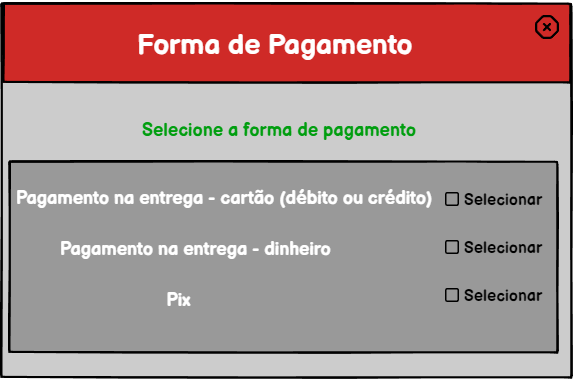 Forma de Pagamento
Selecione a forma de pagamento
Pagamento na entrega - cartão (débito ou crédito) Selecionar
Pagamento na entrega - dinheiro Selecionar
Pix Selecionar